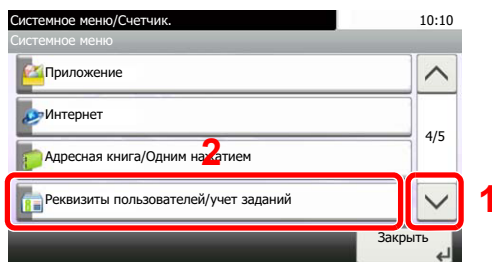 Системное меню/Счетчик. 10:10
Системное меню
Приложение
Интернет
4/5
2
Адресная книга/Одним нажатием
Реквизиты пользователей/учет заданий
1
Закрыть